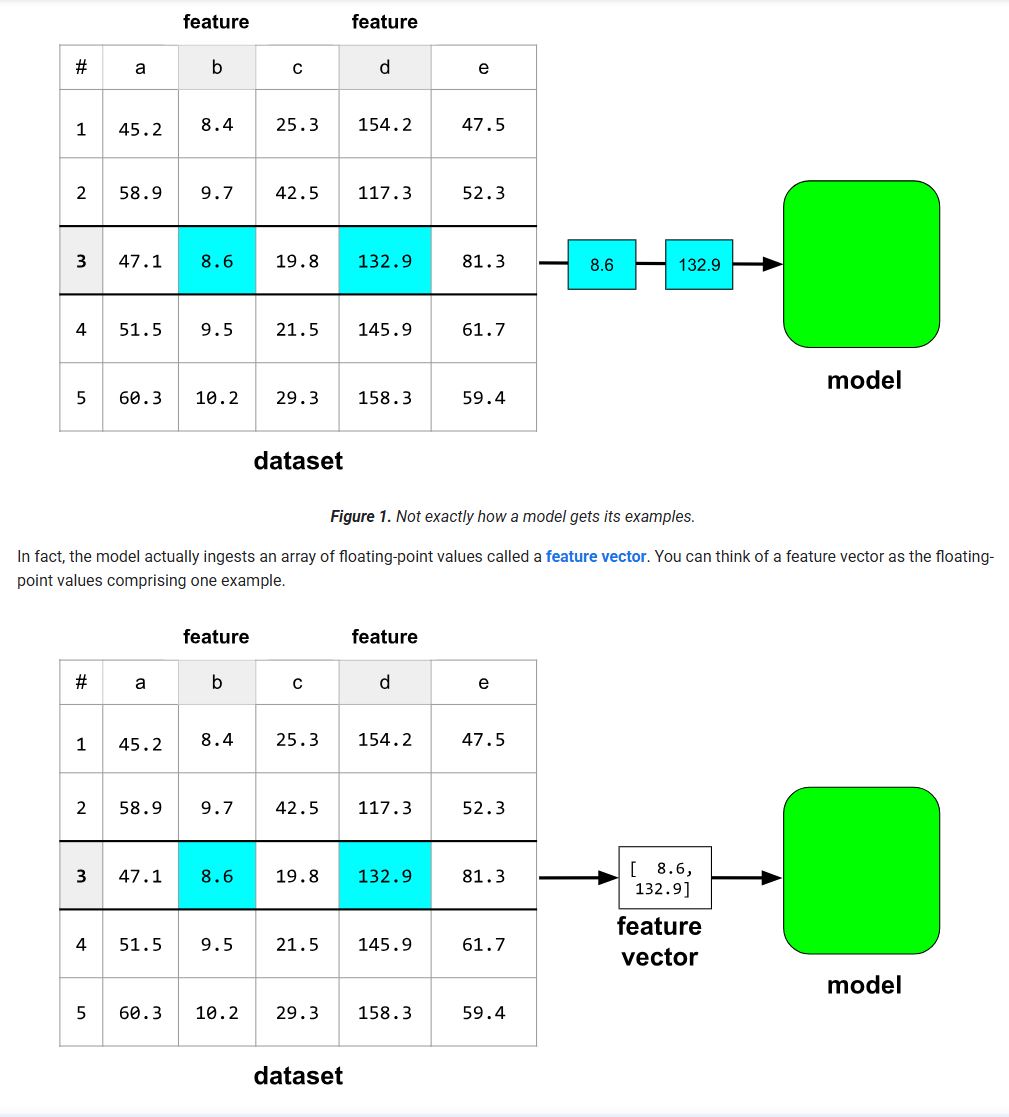 feature feature
# a b c d e
1 45.2 8.4 25.3 154.2 47.5
2 58.9 9.7 42.5 117.3 52.3
3 47.1 8.6 19.8 132.9 81.3 8.6 132.9
4 51.5 9.5 21.5 145.9 61.7
model
5 60.3 10.2 29.3 158.3 59.4
dataset
Figure 1. Not exactly how a model gets its examples.
In fact, the model actually ingests an array of floating-point values called a feature vector. You can think of a feature vector as the floating-
point values comprising one example.
feature feature
# a b c d e
1 45.2 8.4 25.3 154.2 47.5
2 58.9 9.7 42.5 117.3 52.3
3 47.1 8.6 19.8 132.9 81.3
[ 8.6,
132.9]
feature
vector
4 51.5 9.5 21.5 145.9 61.7
model
5 60.3 10.2 29.3 158.3 59.4
dataset